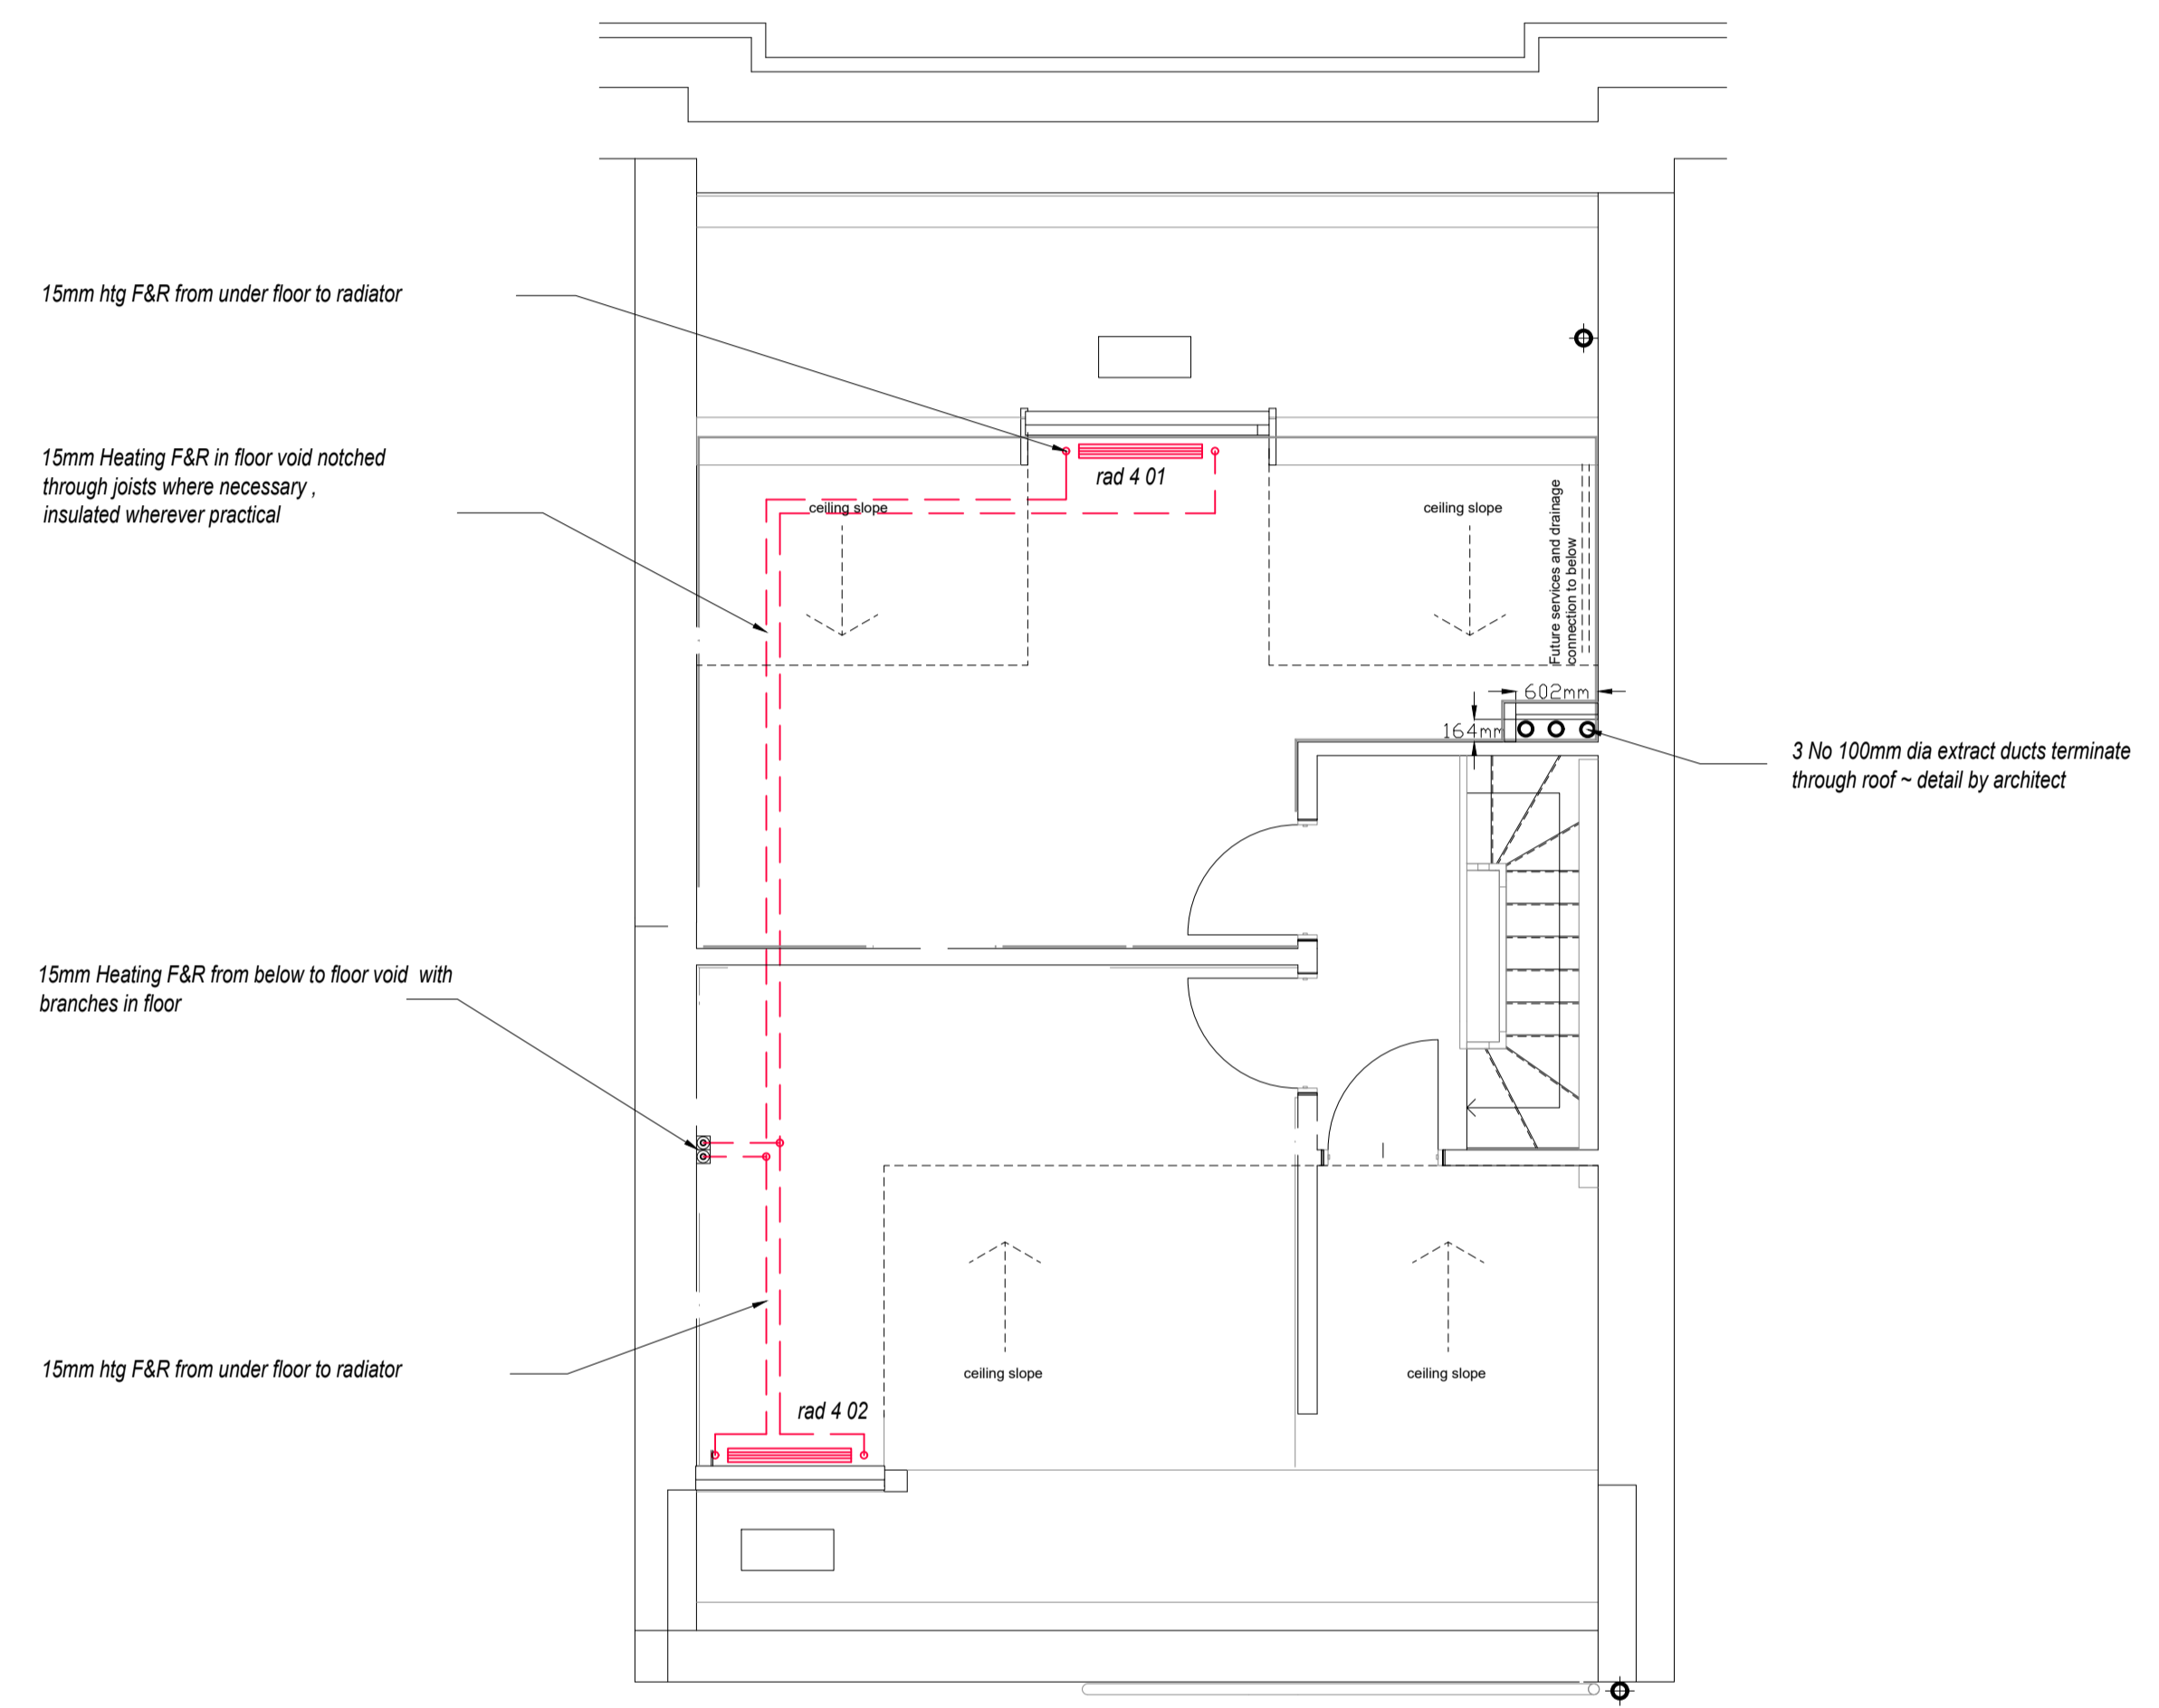 15mm htg F&R from under floor to radiator
15mm Heating F&R in floor void notched
through joists where necessary ,
insulated wherever practical
rad 4 01
ceiling slope
ceiling slope
Future services and drainage
connection to below
602mm
164mm
3 No 100mm dia extract ducts terminate
through roof ~ detail by architect
15mm Heating F&R from below to floor void with
branches in floor
15mm htg F&R from under floor to radiator
ceiling slope
ceiling slope
rad 4 02